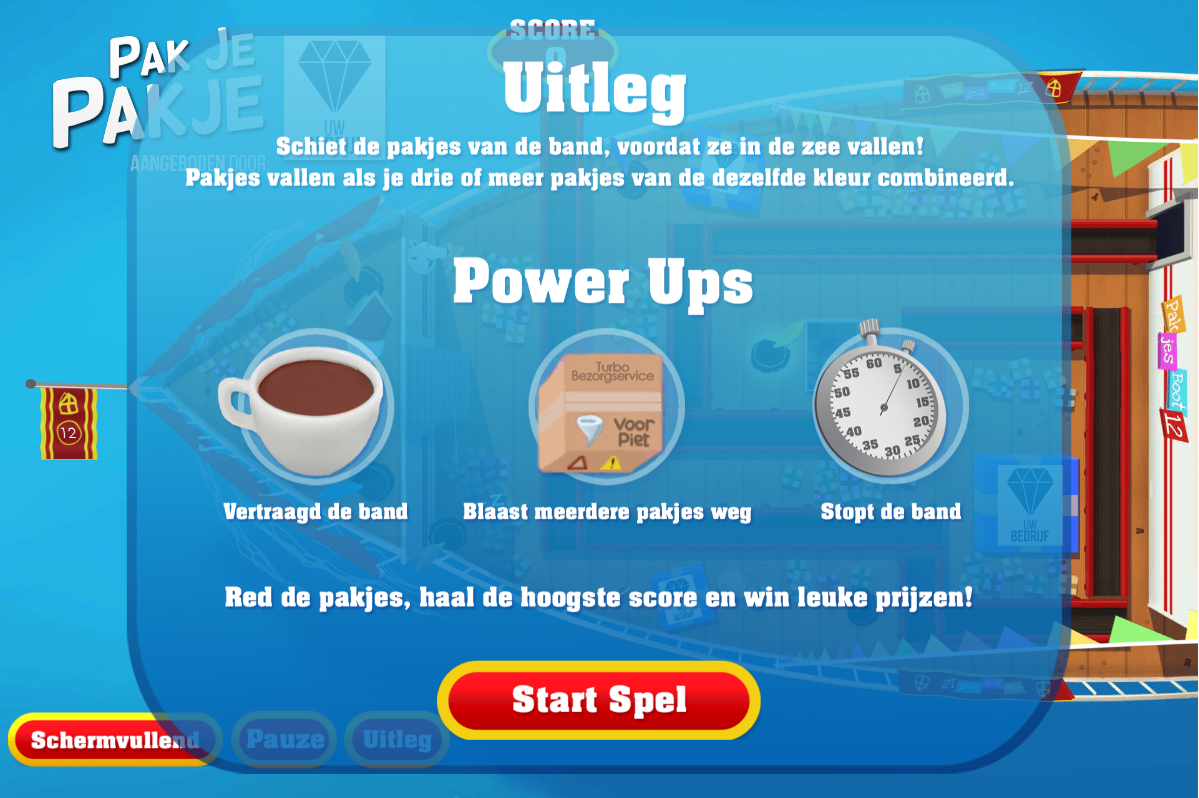 SCORE
0
PAK JE
PAKJE
UW
BEDRIJF
AANGEBODEN DOOR:
Uitleg
Schiet de pakjes van de band, voordat ze in de zee vallen!
Pakjes vallen als je drie of meer pakjes van de dezelfde kleur combineerd.
Power Ups
Turbo
Bezorgservice
Voor
Piet
60
5
10
15
20
25
30
35
40
45
50
55
12
Pak
jes
Boot
12
Vertraagd de band
Blaast meerdere pakjes weg
Stopt de band
UW
BEDRIJF
Red de pakjes, haal de hoogste score en win leuke prijzen!
Start Spel
Schermvullend
Pauze
Uitleg